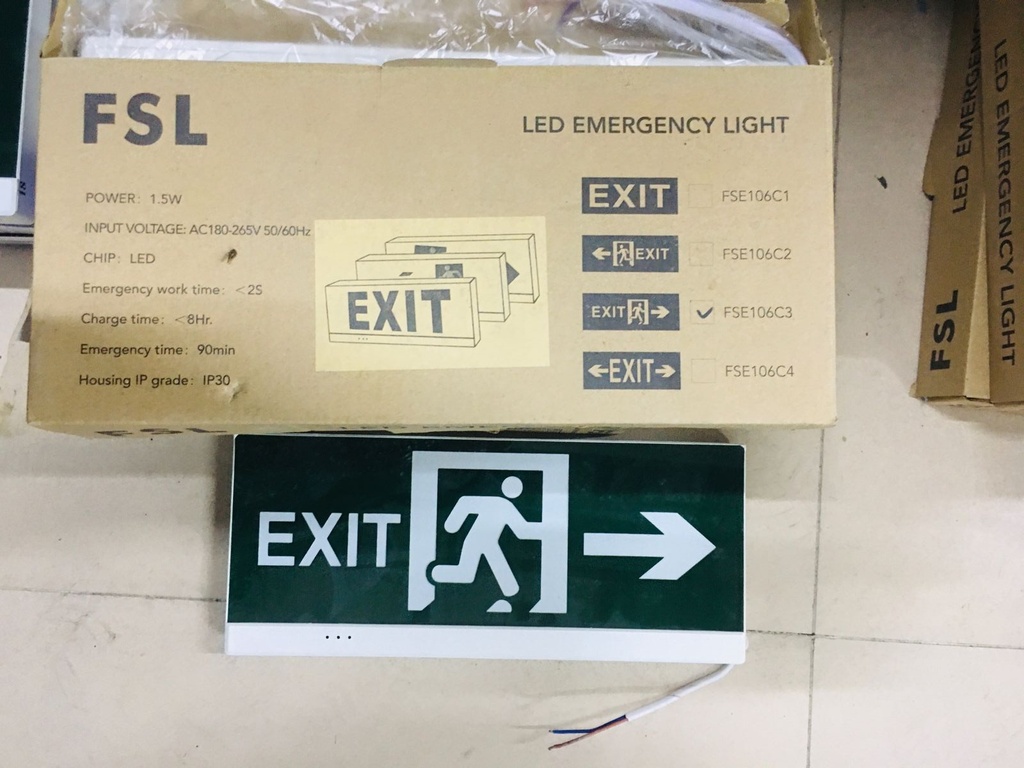 FSL
LED EMERGENCY LIGHT
POWER: 1.5W
INPUT VOLTAGE: AC180-265V 50/60Hz
CHIP: LED
Emergency work time: <2S
Charge time: <8Hr.
Emergency time: 90min
Housing IP grade: IP30
EXIT
EXIT FSE106C1
←EXIT FSE106C2
EXIT→ FSE106C3
←EXIT→ FSE106C4
FSL
EXIT →
LED EMERGENCY
FSL
LED EMERGENCY LIGHT